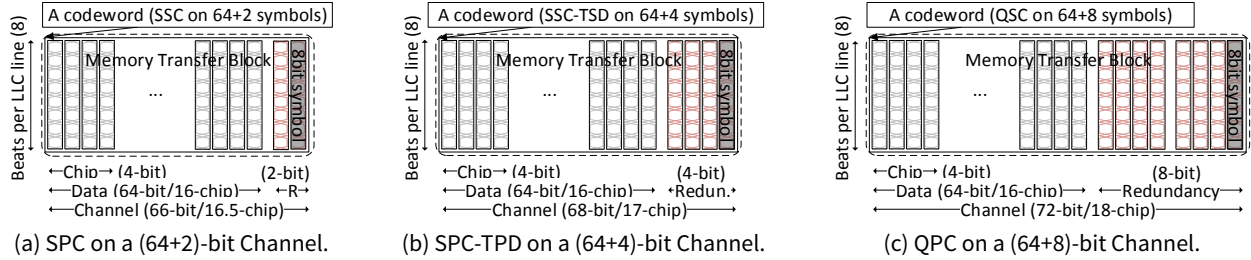 A codeword (SSC on 64+2 symbols)
Beats per LLC line (8)
Memory Transfer Block
...
8bit symbol
Chip (4-bit)
(2-bit)
Data (64-bit/16-chip)
R
Channel (66-bit/16.5-chip)
(a) SPC on a (64+2)-bit Channel.
A codeword (SSC-TSD on 64+4 symbols)
Beats per LLC line (8)
Memory Transfer Block
...
8bit symbol
Chip (4-bit)
(4-bit)
Data (64-bit/16-chip)
Redun.
Channel (68-bit/17-chip)
(b) SPC-TPD on a (64+4)-bit Channel.
A codeword (QSC on 64+8 symbols)
Beats per LLC line (8)
Memory Transfer Block
...
8bit symbol
Chip (4-bit)
(8-bit)
Data (64-bit/16-chip)
Redundancy
Channel (72-bit/18-chip)
(c) QPC on a (64+8)-bit Channel.